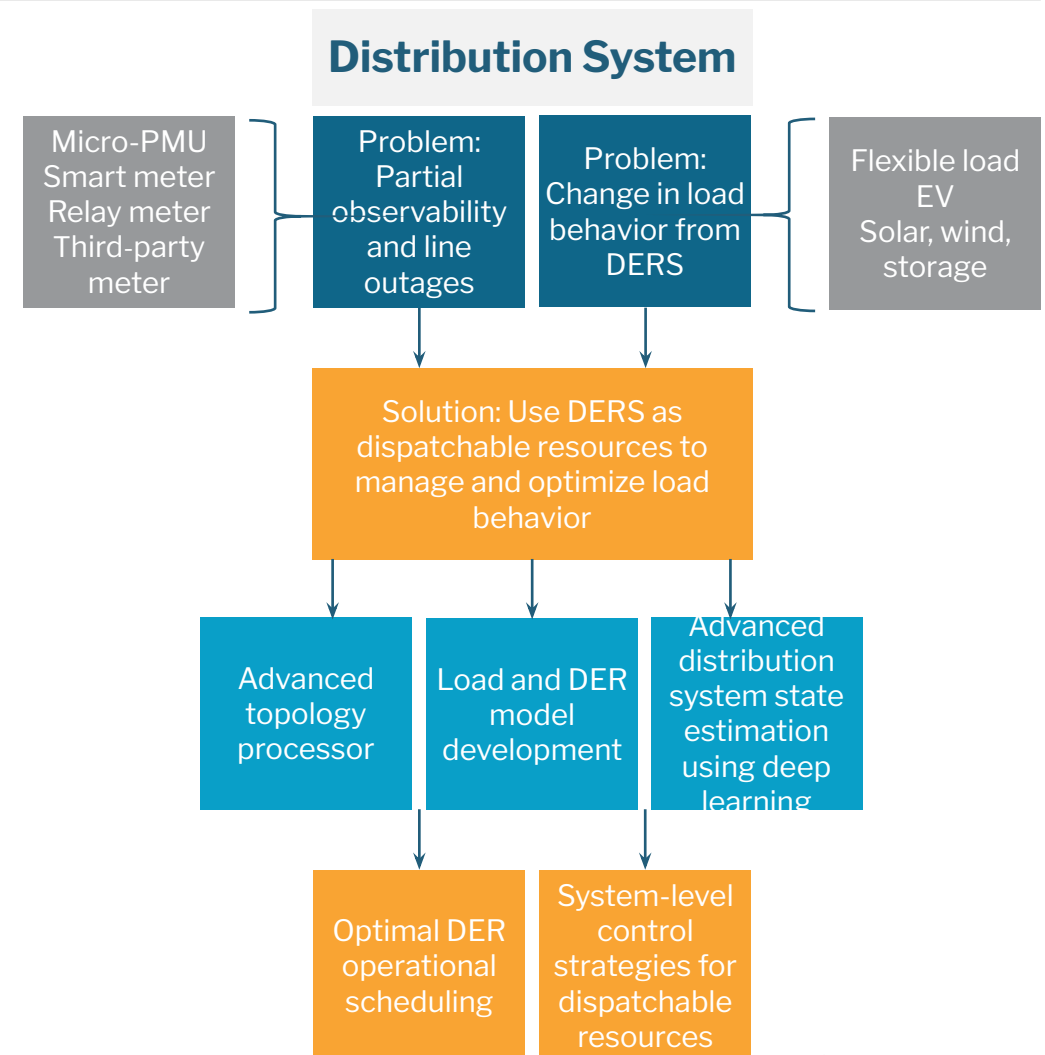 Distribution System
Micro-PMU
Smart meter
Relay meter
Third-party
meter
Problem:
Partial
observability
and line
outages
Problem:
Change in load
behavior from
DERS
Flexible load
EV
Solar, wind,
storage
Solution: Use DERS as
dispatchable resources to
manage and optimize load
behavior
Advanced
topology
processor
Load and DER
model
development
Advanced
distribution
system state
estimation
using deep
learning
Optimal DER
operational
scheduling
System-level
control
strategies for
dispatchable
resources